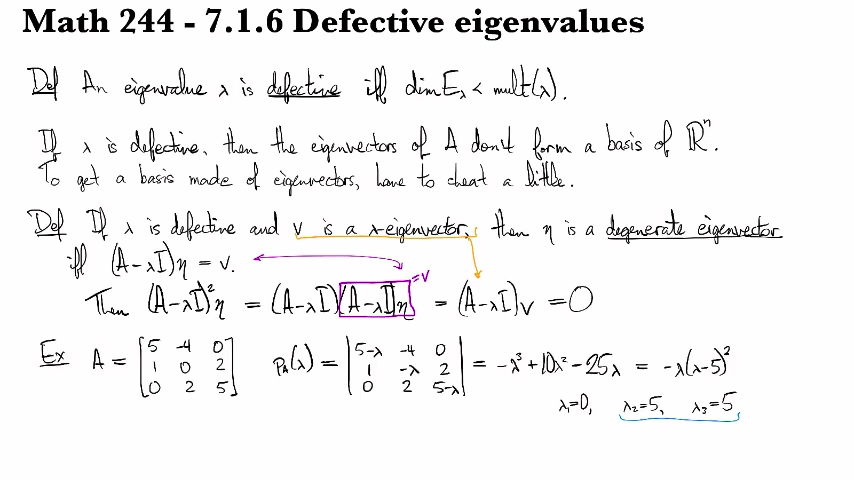 Math 244 - 7.1.6 Defective eigenvalues
Def An eigenvalue λ is defective iff dim E_λ < mult(λ).
If λ is defective, then the eigenvectors of A don't form a basis of ℝⁿ.
To get a basis made of eigenvectors, have to cheat a little.
Def If λ is defective and v is a λ-eigenvector, then η is a degenerate eigenvector
iff (A-λI)η = v.
Then (A-λI)²η = (A-λI)(A-λI)η = (A-λI)v = 0
=v
Ex A = [5 -4 0; 1 0 2; 0 2 5] P_A(λ) = |5-λ -4 0; 1 -λ 2; 0 2 5-λ| = -λ³+10λ²-25λ = -λ(λ-5)²
λ₁=0, λ₂=5, λ₃=5